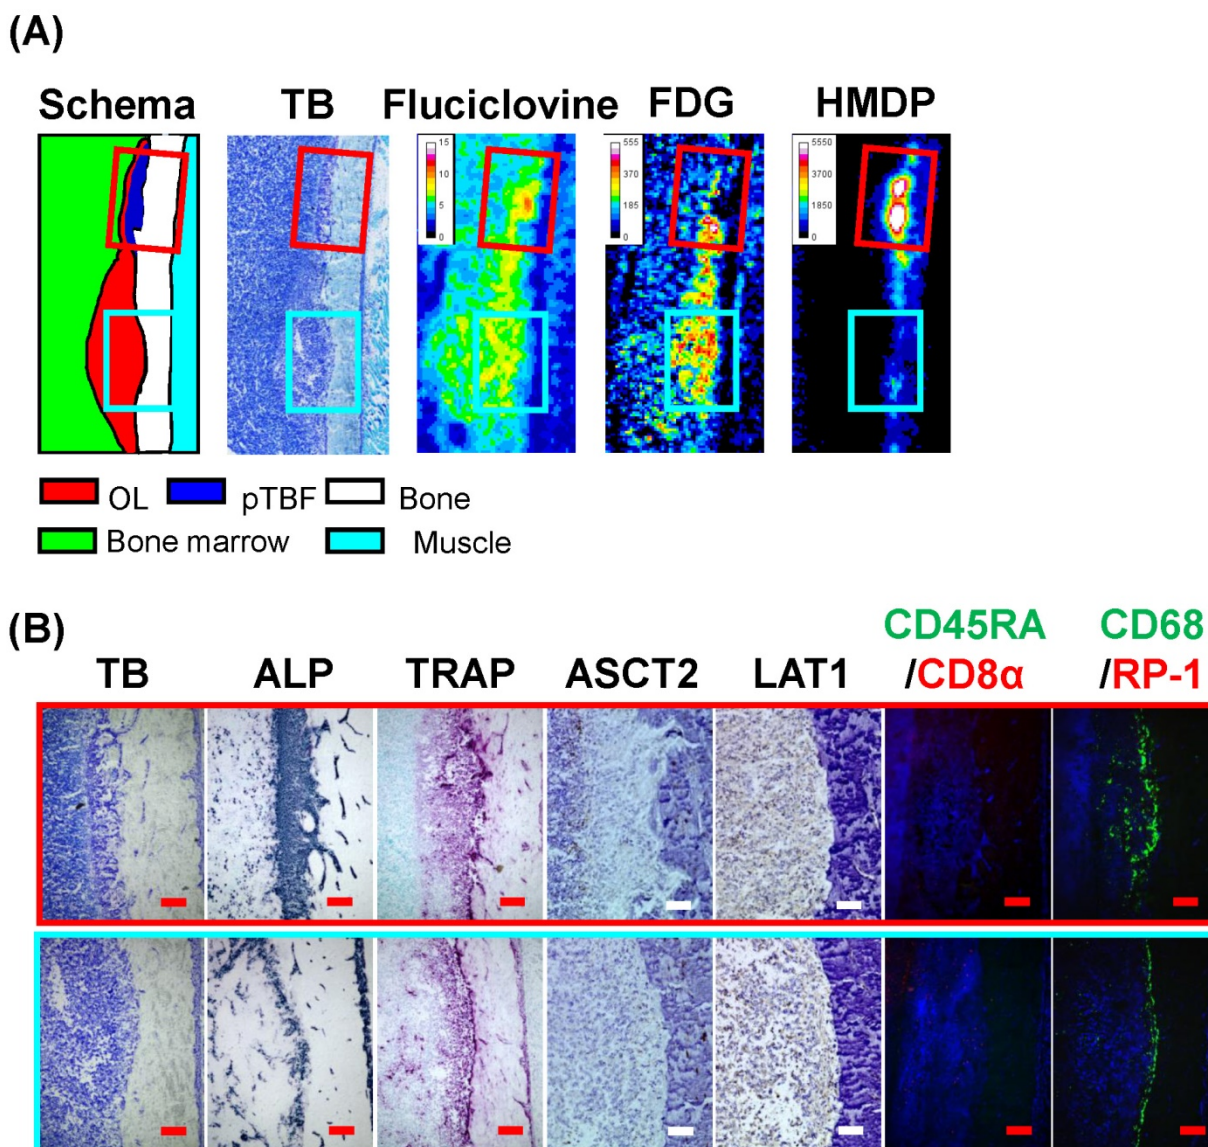 (A)
Schema TB Fluciclovine FDG HMDP
15
10
5
0
555
370
185
0
5550
3700
1850
0
OL pTBF Bone
Bone marrow Muscle
(B)
CD45RA CD68
TB ALP TRAP ASCT2 LAT1 /CD8α /RP-1